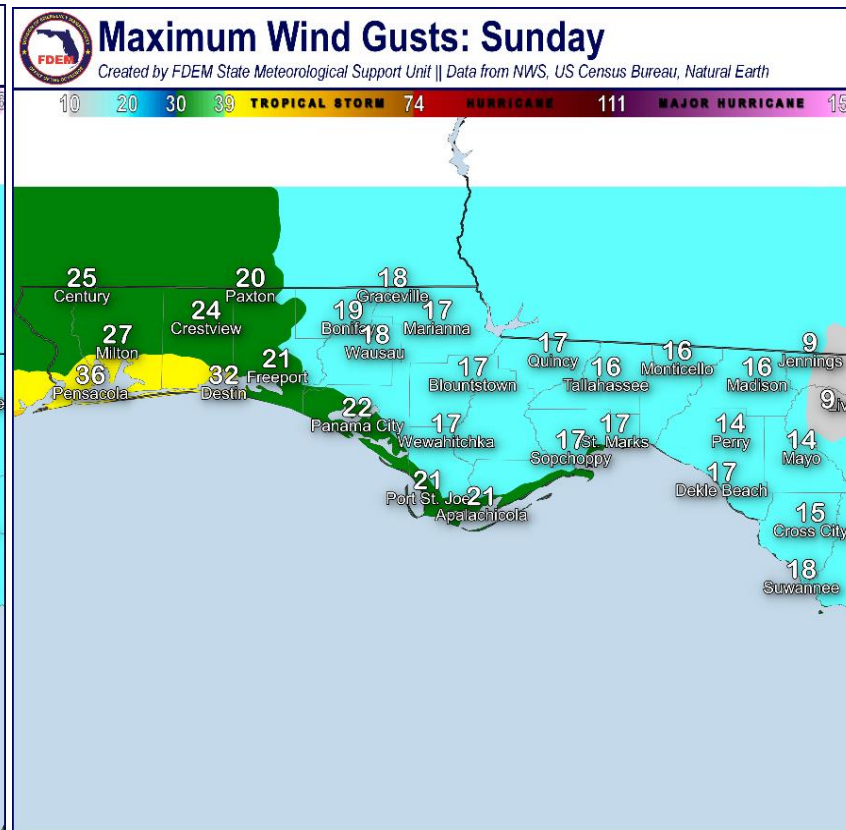 Maximum Wind Gusts: Sunday
Created by FDEM State Meteorological Support Unit || Data from NWS, US Census Bureau, Natural Earth
FDEM
10 20 30 39 TROPICAL STORM 74 HURRICANE 111 MAJOR HURRICANE 15
25
Century
20
Paxton
18
Graceville
24
Crestview
19
Bonifay
17
Marianna
27
Milton
18
Wausau
17
Quincy
16
Monticello
9
Jennings
36
Pensacola
32
Destin
21
Freeport
17
Blountstown
16
Tallahassee
16
Madison
9
Liv
22
Panama City
17
Wewahitchka
17
Sopchoppy
17
St. Marks
14
Perry
14
Mayo
21
Port St. Joe
21
Apalachicola
17
Dekle Beach
15
Cross City
18
Suwannee